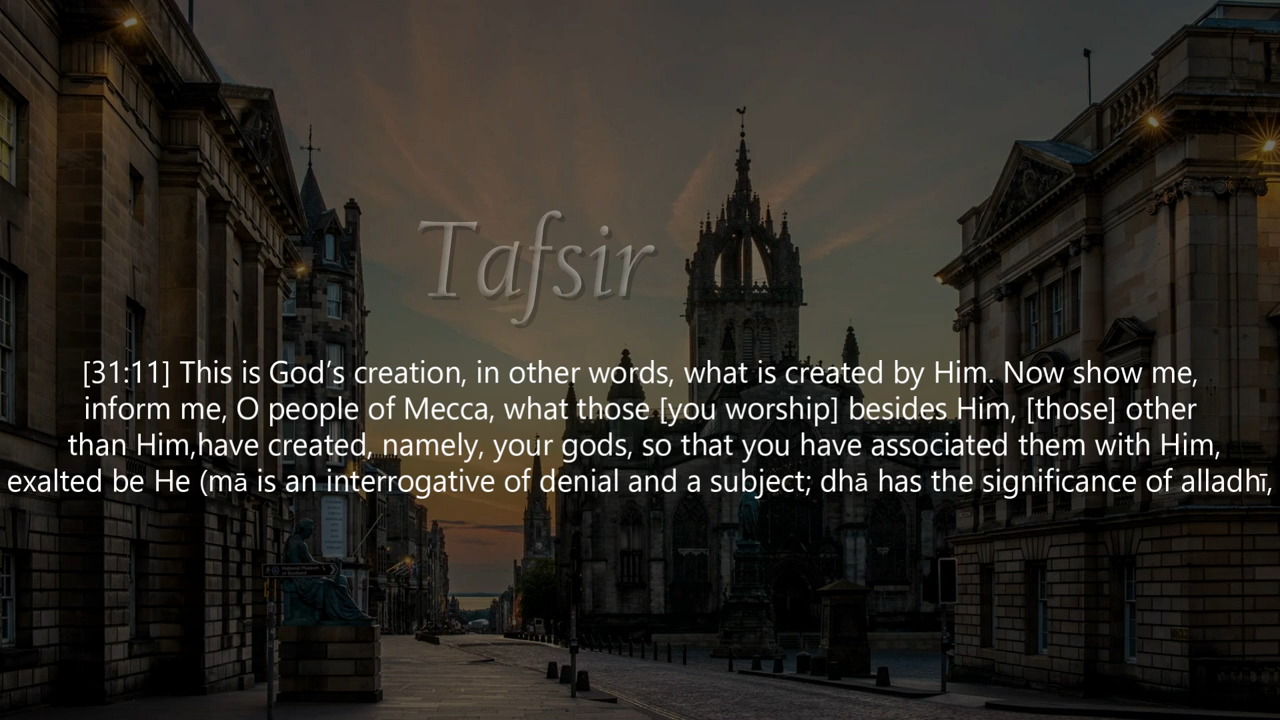 Tafsir
[31:11] This is God’s creation, in other words, what is created by Him. Now show me,
inform me, O people of Mecca, what those [you worship] besides Him, [those] other
than Him,have created, namely, your gods, so that you have associated them with Him,
exalted be He (mā is an interrogative of denial and a subject; dhā has the significance of alladhī,